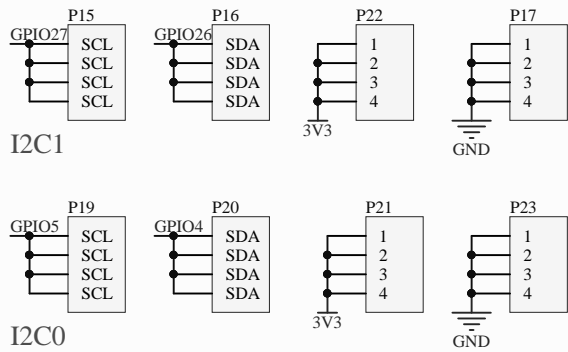 P15 P16 P22 P17
GPIO27 SCL GPIO26 SDA 1 1
SCL SDA 2 2
SCL SDA 3 3
SCL SDA 4 4
3V3
I2C1 GND
P19 P20 P21 P23
GPIO5 SCL GPIO4 SDA 1 1
SCL SDA 2 2
SCL SDA 3 3
SCL SDA 4 4
3V3
I2C0 GND